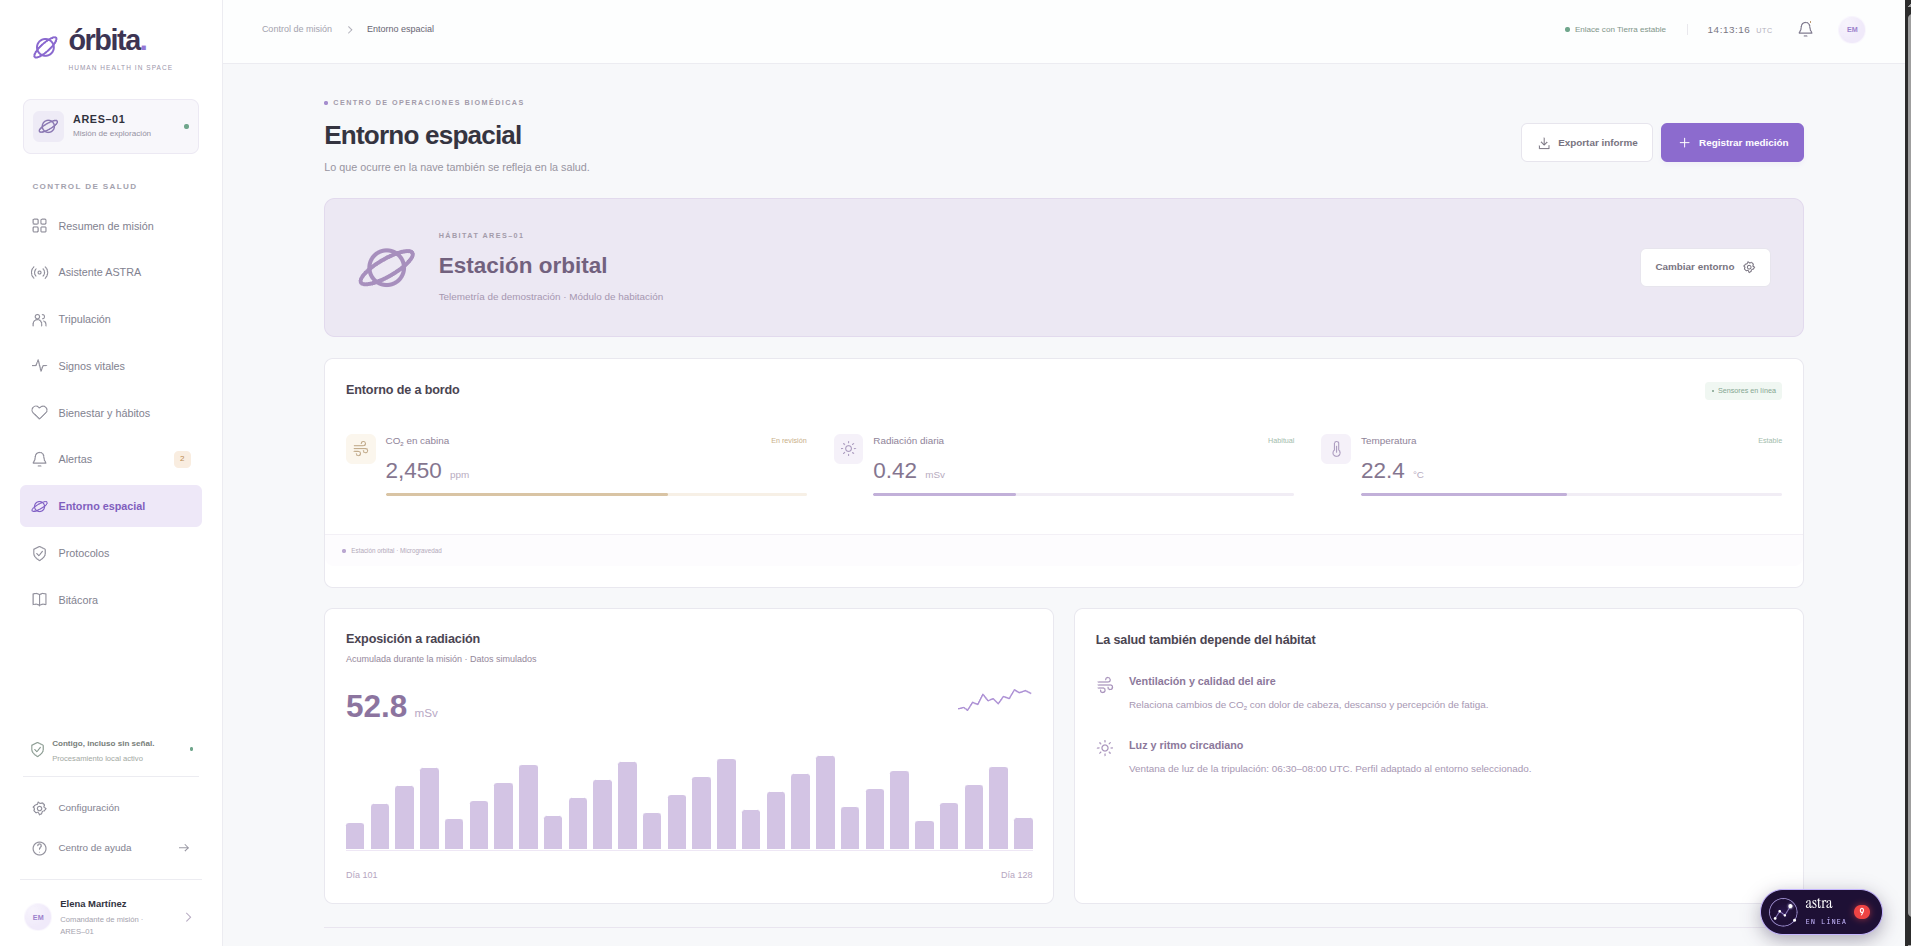 órbita.
HUMAN HEALTH IN SPACE
ARES–01
Misión de exploración
CONTROL DE SALUD
Resumen de misión
Asistente ASTRA
Tripulación
Signos vitales
Bienestar y hábitos
Alertas 2
Entorno espacial
Protocolos
Bitácora
Contigo, incluso sin señal.
Procesamiento local activo
Configuración
Centro de ayuda
EM Elena Martínez
Comandante de misión ·
ARES–01
Control de misión Entorno espacial
Enlace con Tierra estable 14:13:16 UTC EM
CENTRO DE OPERACIONES BIOMÉDICAS
Entorno espacial
Lo que ocurre en la nave también se refleja en la salud.
Exportar informe Registrar medición
HÁBITAT ARES–01
Estación orbital
Telemetría de demostración · Módulo de habitación
Cambiar entorno
Entorno de a bordo
Sensores en línea
CO₂ en cabina En revisión
2,450 ppm
Radiación diaria Habitual
0.42 mSv
Temperatura Estable
22.4 °C
Estación orbital · Microgravedad
Exposición a radiación
Acumulada durante la misión · Datos simulados
52.8 mSv
Día 101 Día 128
La salud también depende del hábitat
Ventilación y calidad del aire
Relaciona cambios de CO₂ con dolor de cabeza, descanso y percepción de fatiga.
Luz y ritmo circadiano
Ventana de luz de la tripulación: 06:30–08:00 UTC. Perfil adaptado al entorno seleccionado.
astra
EN LÍNEA